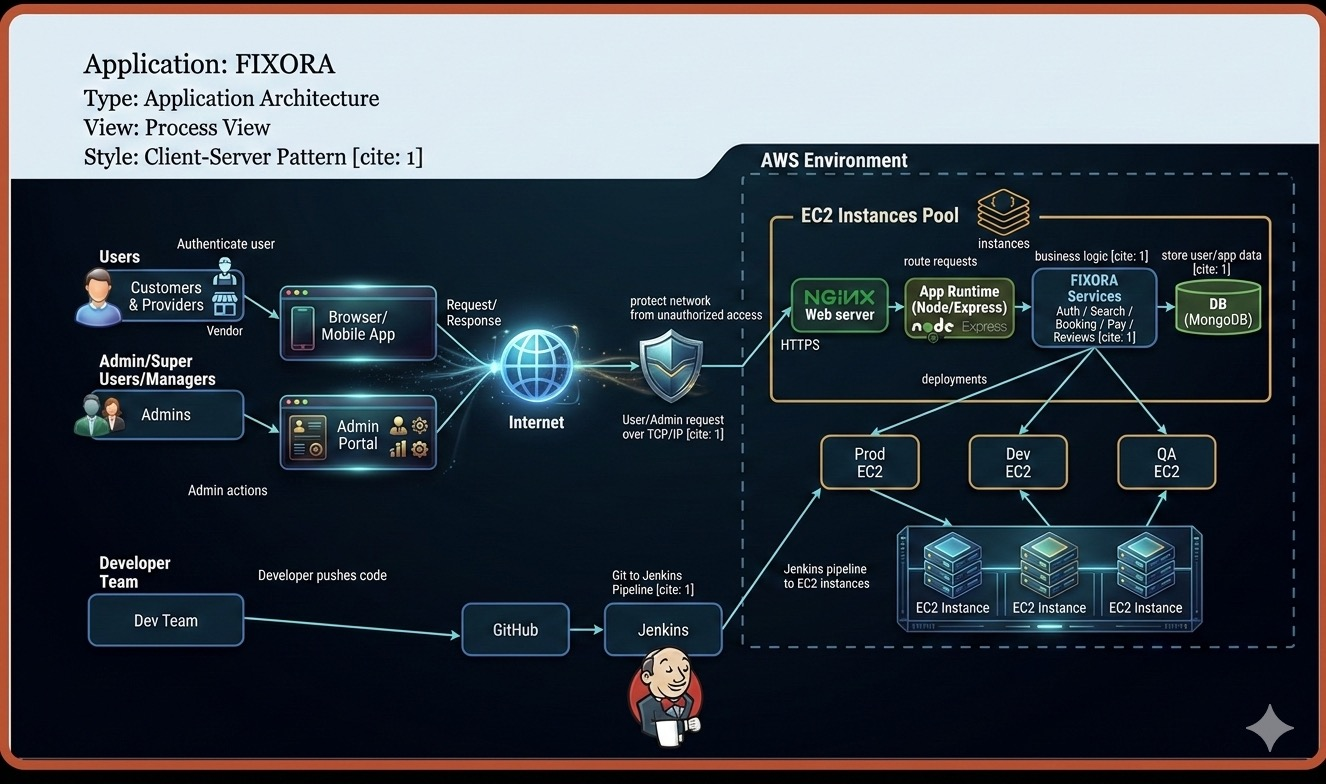 Application: FIXORA
Type: Application Architecture
View: Process View
Style: Client-Server Pattern [cite: 1]
AWS Environment
EC2 Instances Pool
instances
Users
Authenticate user
Customers
& Providers
Vendor
Browser/
Mobile App
Request/
Response
Admin/Super
Users/Managers
Admins
Admin
Portal
Admin actions
Internet
protect network
from unauthorized access
User/Admin request
over TCP/IP [cite: 1]
HTTPS
NGINX
Web server
route requests
App Runtime
(Node/Express)
node Express
business logic [cite: 1]
FIXORA
Services
Auth / Search /
Booking / Pay /
Reviews [cite: 1]
store user/app data
[cite: 1]
DB
(MongoDB)
deployments
Prod
EC2
Dev
EC2
QA
EC2
EC2 Instance
EC2 Instance
EC2 Instance
Developer
Team
Dev Team
Developer pushes code
GitHub
Git to Jenkins
Pipeline [cite: 1]
Jenkins
Jenkins pipeline
to EC2 instances